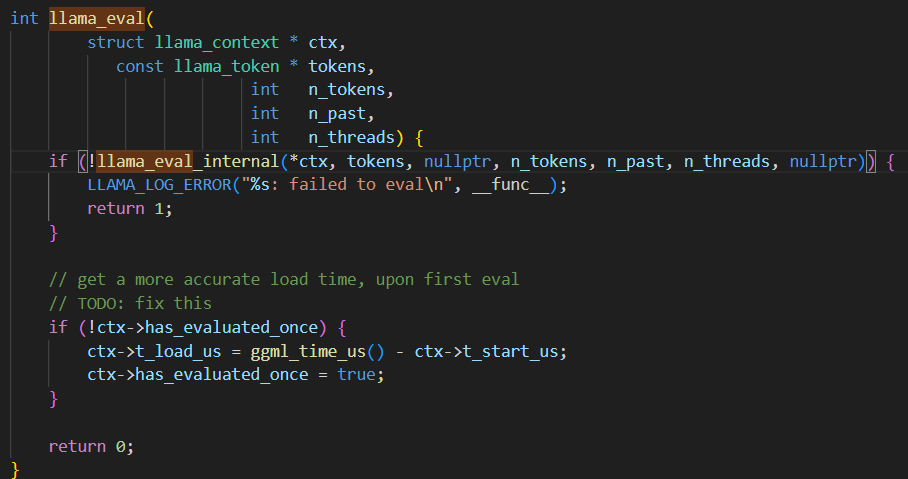 int llama_eval(
struct llama_context * ctx,
const llama_token * tokens,
int n_tokens,
int n_past,
int n_threads) {
if (!llama_eval_internal(*ctx, tokens, nullptr, n_tokens, n_past, n_threads, nullptr)) {
LLAMA_LOG_ERROR("%s: failed to eval\n", __func__);
return 1;
}
// get a more accurate load time, upon first eval
// TODO: fix this
if (!ctx->has_evaluated_once) {
ctx->t_load_us = ggml_time_us() - ctx->t_start_us;
ctx->has_evaluated_once = true;
}
return 0;
}